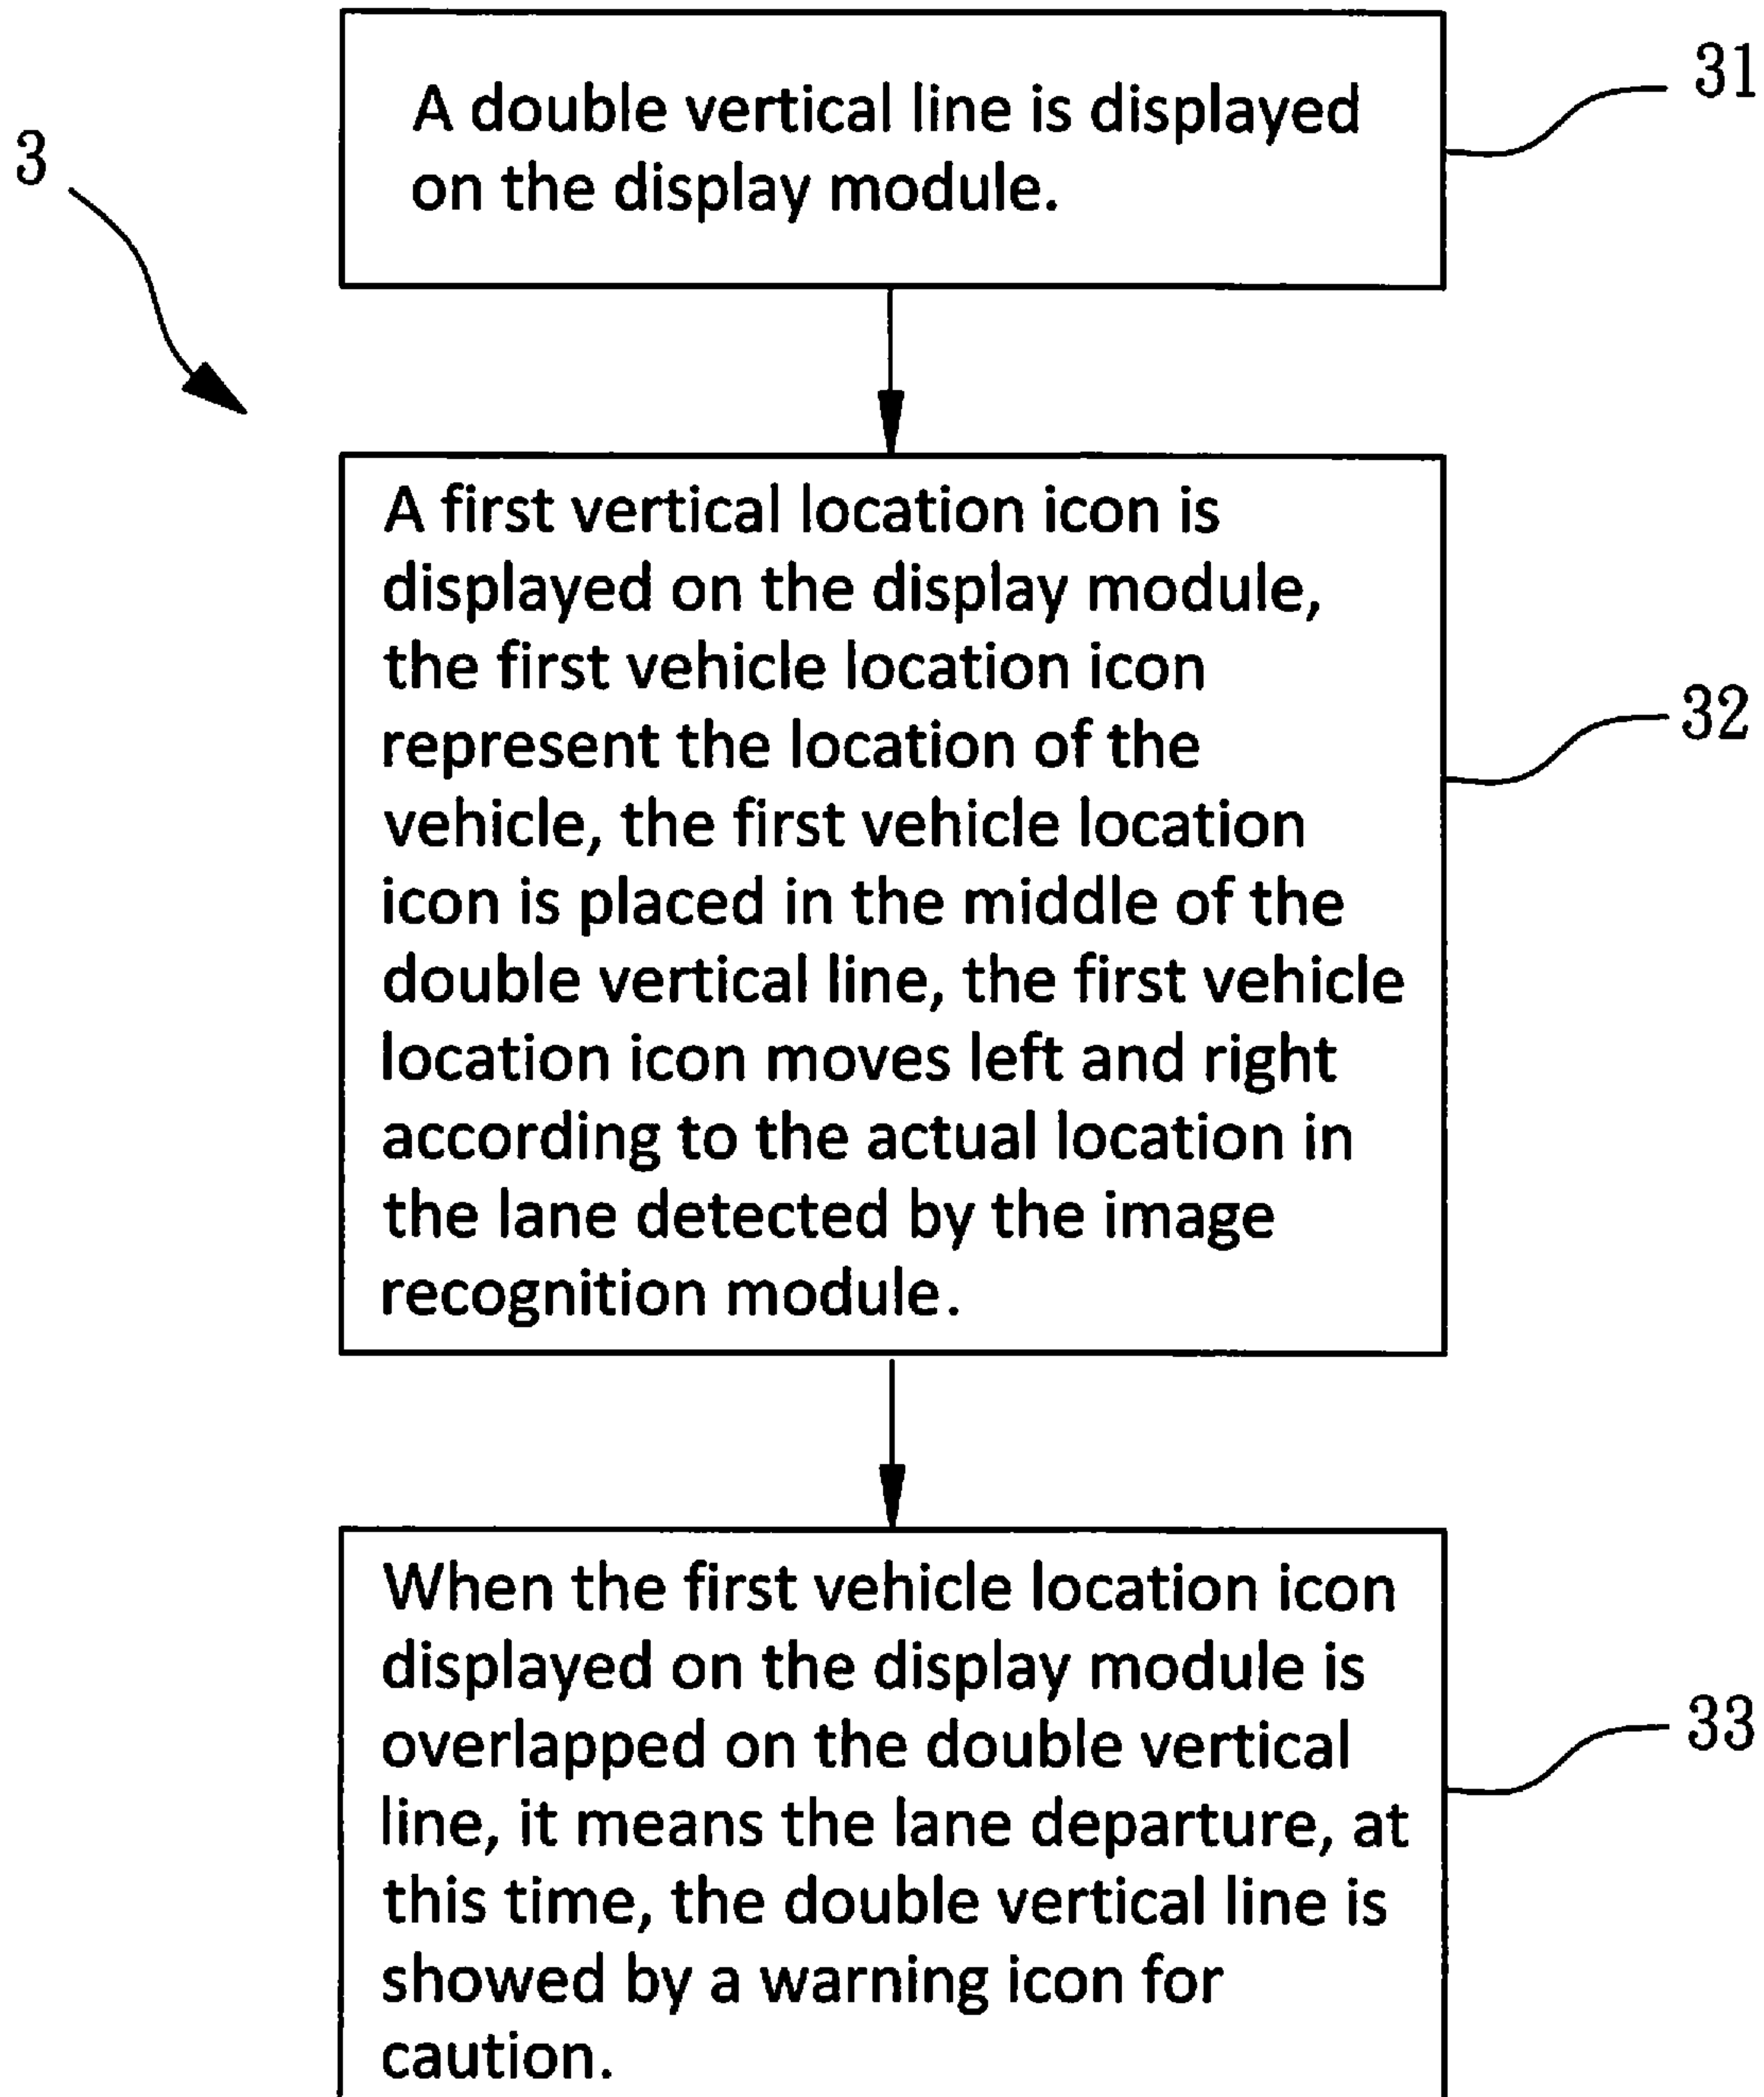 31
A double vertical line is displayed
on the display module.
3
A first vertical location icon is
displayed on the display module,
the first vehicle location icon
represent the location of the
vehicle, the first vehicle location
icon is placed in the middle of the
double vertical line, the first vehicle
location icon moves left and right
according to the actual location in
the lane detected by the image
recognition module.
32
When the first vehicle location icon
displayed on the display module is
overlapped on the double vertical
line, it means the lane departure, at
this time, the double vertical line is
showed by a warning icon for
caution.
33